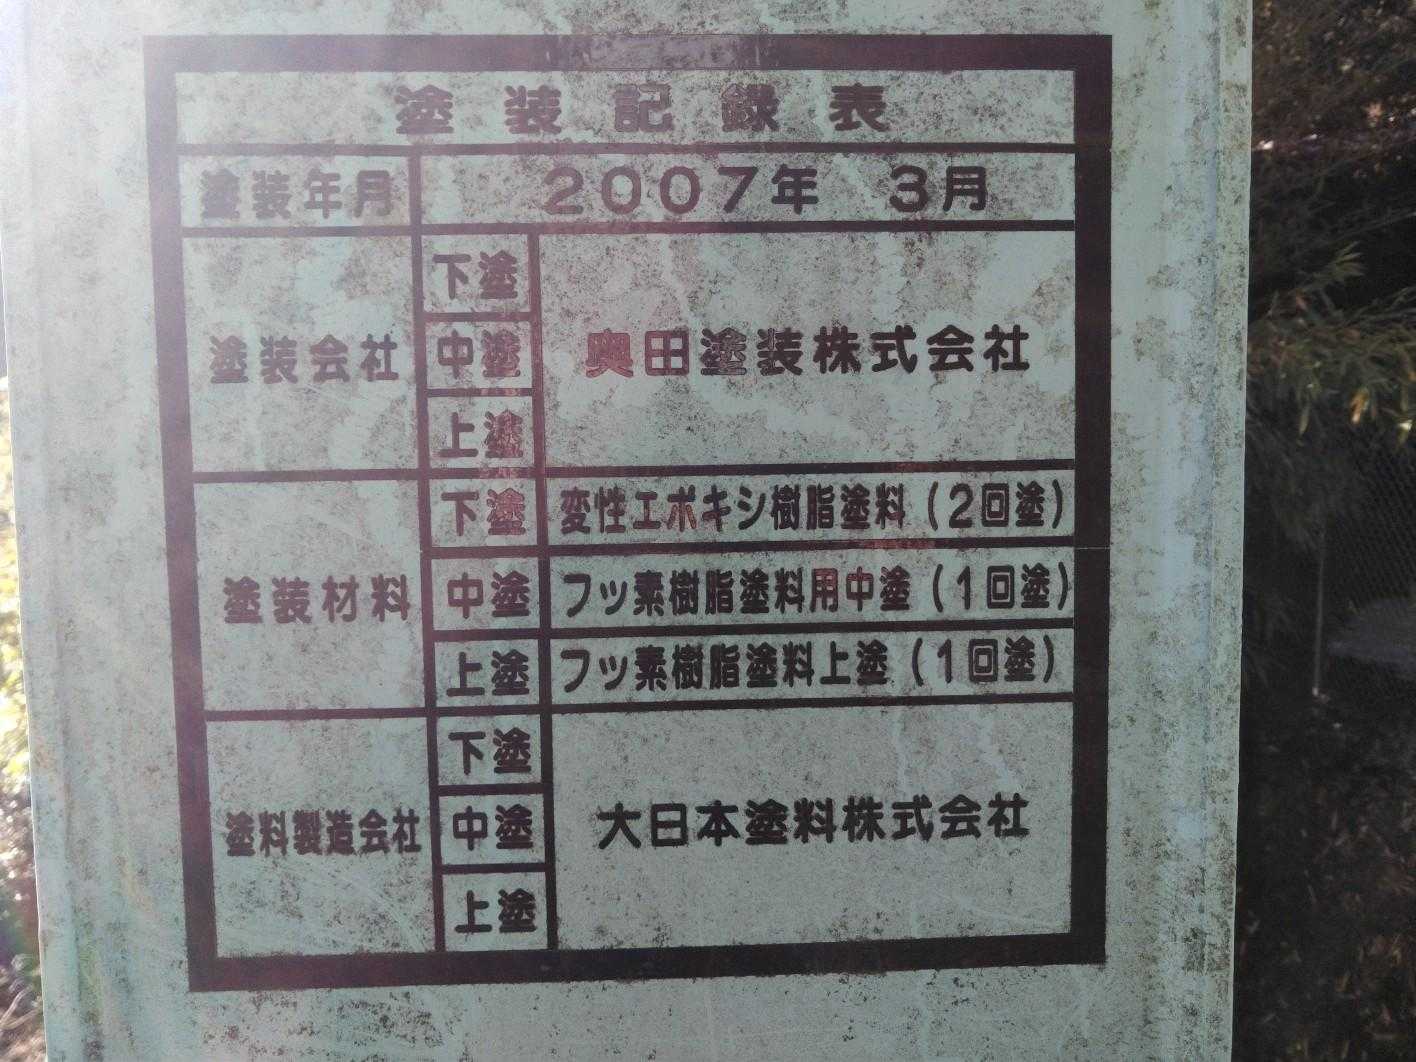 塗装記録表
塗装年月 2007年 3月
塗装会社
下塗
中塗
上塗
奥田塗装株式会社
塗装材料
下塗 変性エポキシ樹脂塗料(2回塗)
中塗 フッ素樹脂塗料用中塗(1回塗)
上塗 フッ素樹脂塗料上塗(1回塗)
塗料製造会社
下塗
中塗
上塗
大日本塗料株式会社